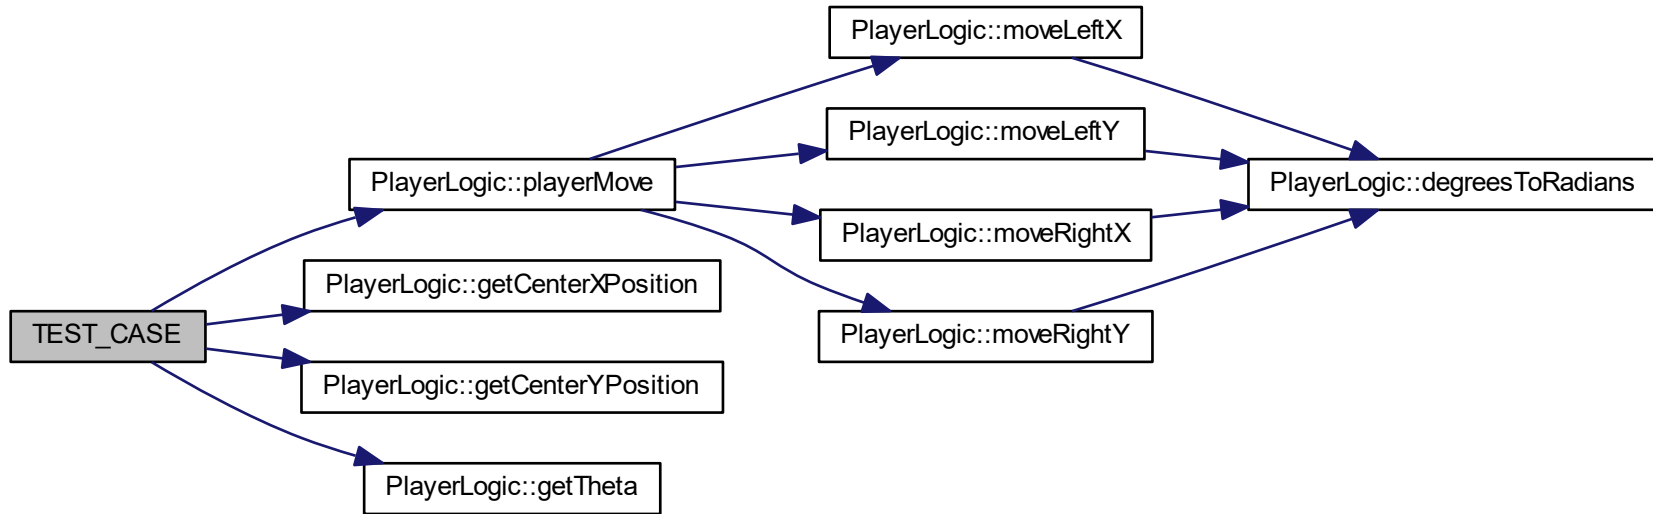 PlayerLogic::moveLeftX
PlayerLogic::moveLeftY
PlayerLogic::playerMove
PlayerLogic::degreesToRadians
PlayerLogic::moveRightX
PlayerLogic::getCenterXPosition
TEST_CASE
PlayerLogic::moveRightY
PlayerLogic::getCenterYPosition
PlayerLogic::getTheta